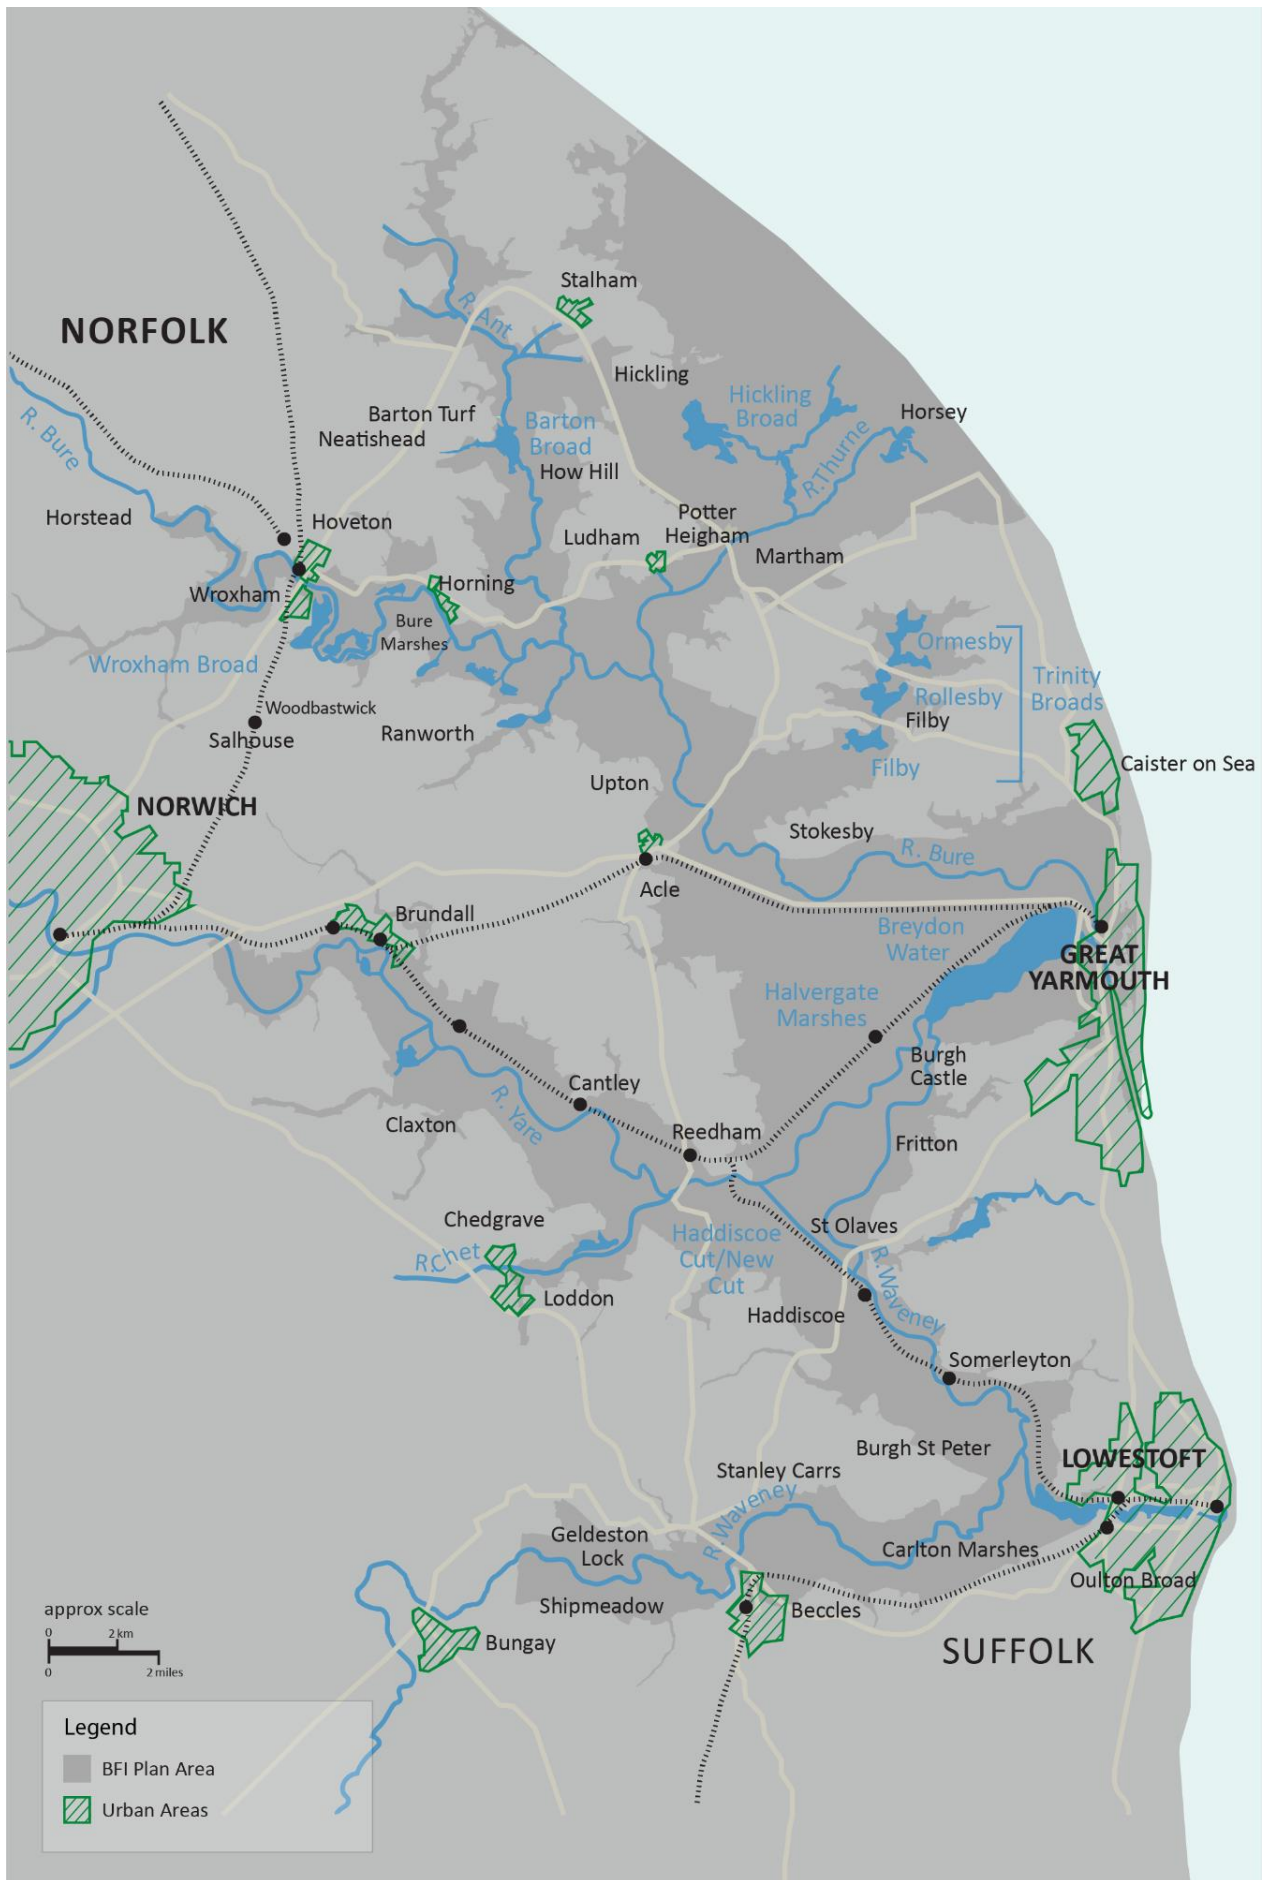 Stalham
R. Ant
NORFOLK
Hickling
Hickling
Broad
Horsey
Barton Turf
Neatishead
Barton
Broad
R. Bure
How Hill
R.Thurne
Horstead
Hoveton
Potter
Heigham
Ludham
Martham
Wroxham
Horning
Bure
Marshes
Ormesby
Wroxham Broad
Trinity
Broads
Rollesby
Woodbastwick
Filby
Salhouse
Ranworth
Filby
Caister on Sea
Upton
NORWICH
Stokesby
R. Bure
Acle
Brundall
Breydon
Water
GREAT
YARMOUTH
Halvergate
Marshes
Burgh
Castle
Cantley
R. Yare
Claxton
Reedham
Fritton
Chedgrave
St Olaves
Haddiscoe
Cut/New
Cut
R.Chet
R. Waveney
Loddon
Haddiscoe
Somerleyton
Burgh St Peter
LOWESTOFT
Stanley Carrs
R. Waveney
Geldeston
Lock
Carlton Marshes
Oulton Broad
Shipmeadow
Beccles
Bungay
SUFFOLK
approx scale
0 2 km
0 2 miles
Legend
BFI Plan Area
Urban Areas